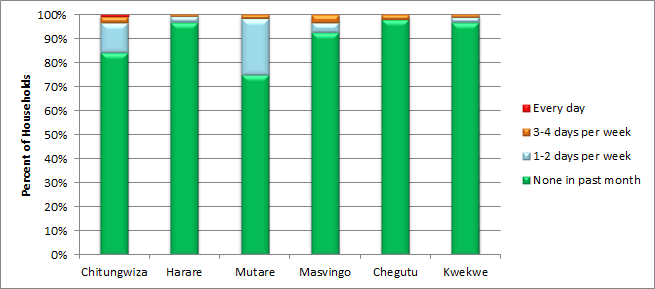 100%
90%
80%
70%
60%
50%
40%
30%
20%
10%
0%
Percent of Households
Chitungwiza Harare Mutare Masvingo Chegutu Kwekwe
Every day
3-4 days per week
1-2 days per week
None in past month